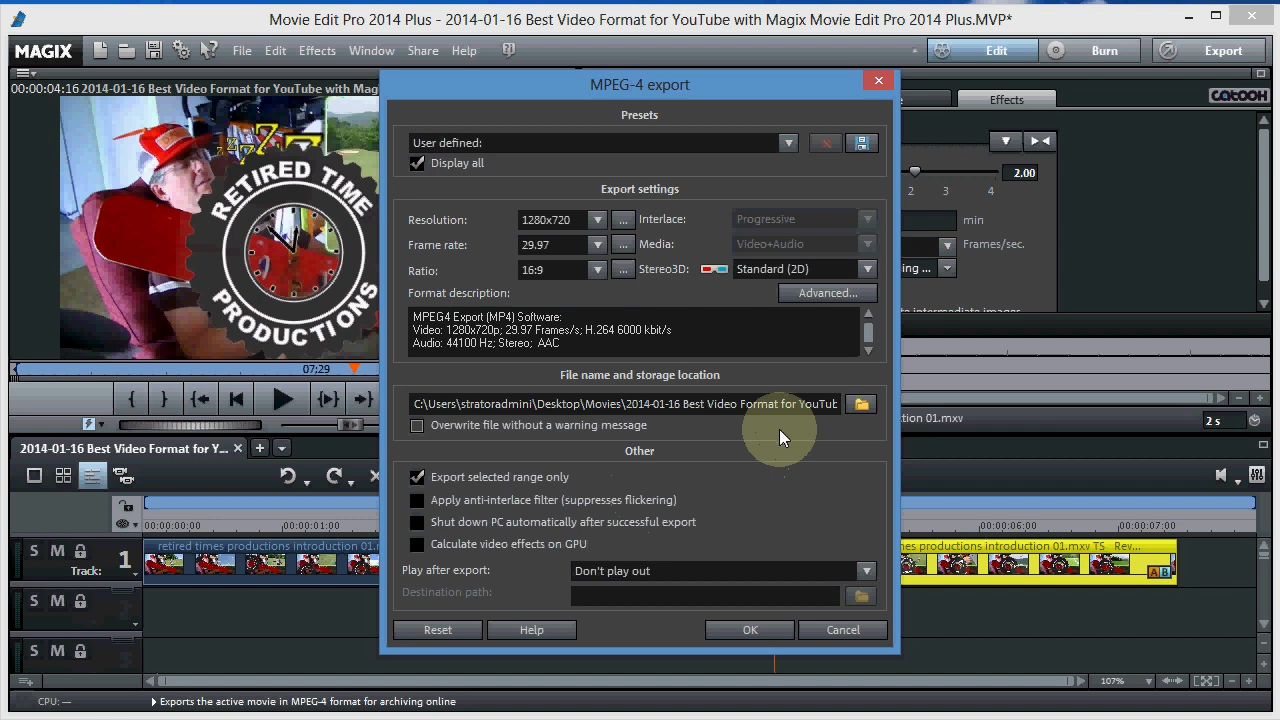 Movie Edit Pro 2014 Plus - 2014-01-16 Best Video Format for YouTube with Magix Movie Edit Pro 2014 Plus.MVP*
MAGIX File Edit Effects Window Share Help Edit Burn Export
00:00:04:16 2014-01-16 Best Video Format for YouTube with Mag
Effects
CATOOH
RETIRED TIME
PRODUCTIONS
2.00
2 3 4
min
Frames/sec.
ing ...
07;29
MPEG-4 export
Presets
User defined:
Display all
Export settings
Resolution: 1280x720 ... Interlace: Progressive
Frame rate: 29.97 ... Media: Video+Audio
Ratio: 16:9 ... Stereo3D: Standard (2D)
Format description: Advanced...
MPEG4 Export (MP4) Software:
Video: 1280x720p; 29.97 Frames/s; H.264 6000 kbit/s
Audio: 44100 Hz; Stereo; AAC
File name and storage location
C:\Users\stratoradmini\Desktop\Movies\2014-01-16 Best Video Format for YouTub
Overwrite file without a warning message
Other
Export selected range only
Apply anti-interlace filter (suppresses flickering)
Shut down PC automatically after successful export
Calculate video effects on GPU
Play after export: Don't play out
Destination path:
Reset Help OK Cancel
ction 01.mxv 2 s
2014-01-16 Best Video Format for Y...
00:00:00:00 00:00:01:00 00:00:06:00 00:00:07:00
S M 1 retired times productions introduction 01.m
Track:
nes productions introduction 01.mxv TS Rev...
A B
S M
S M
107%
CPU: — Exports the active movie in MPEG-4 format for archiving online